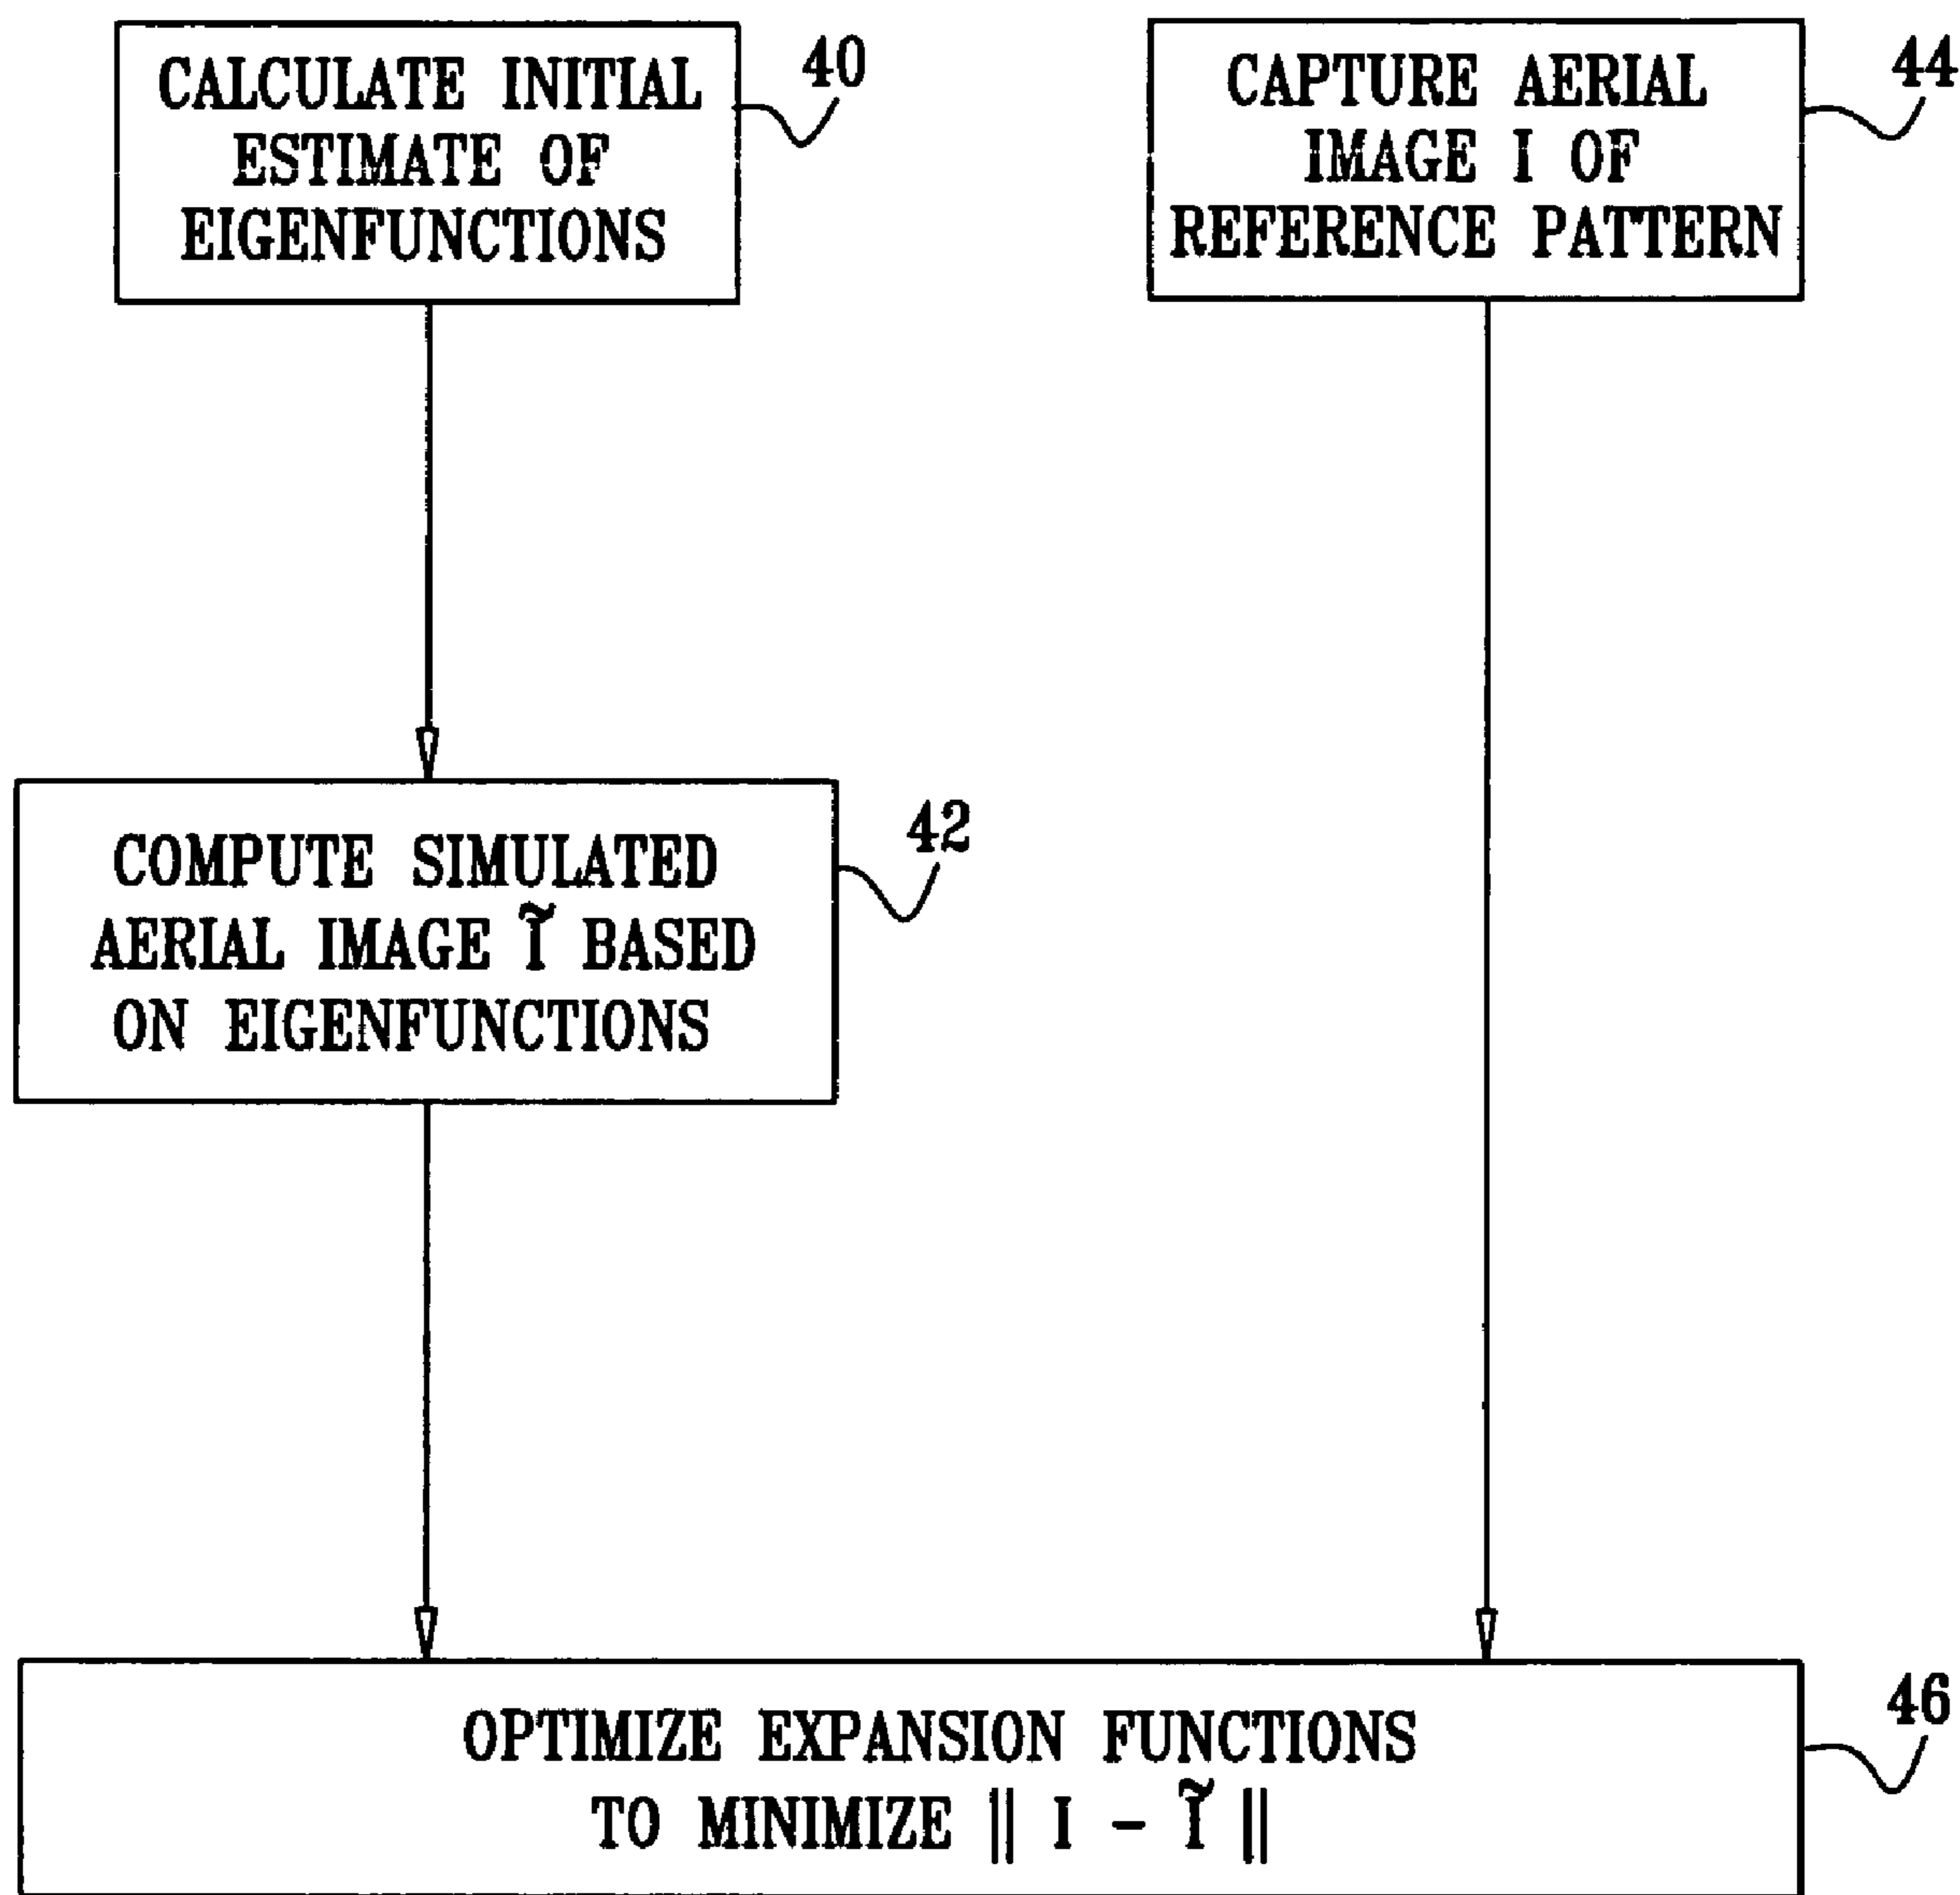 CALCULATE INITIAL
ESTIMATE OF
EIGENFUNCTIONS
40
CAPTURE AERIAL
IMAGE I OF
REFERENCE PATTERN
44
COMPUTE SIMULATED
AERIAL IMAGE Ĩ BASED
ON EIGENFUNCTIONS
42
OPTIMIZE EXPANSION FUNCTIONS
TO MINIMIZE || I - Ĩ ||
46